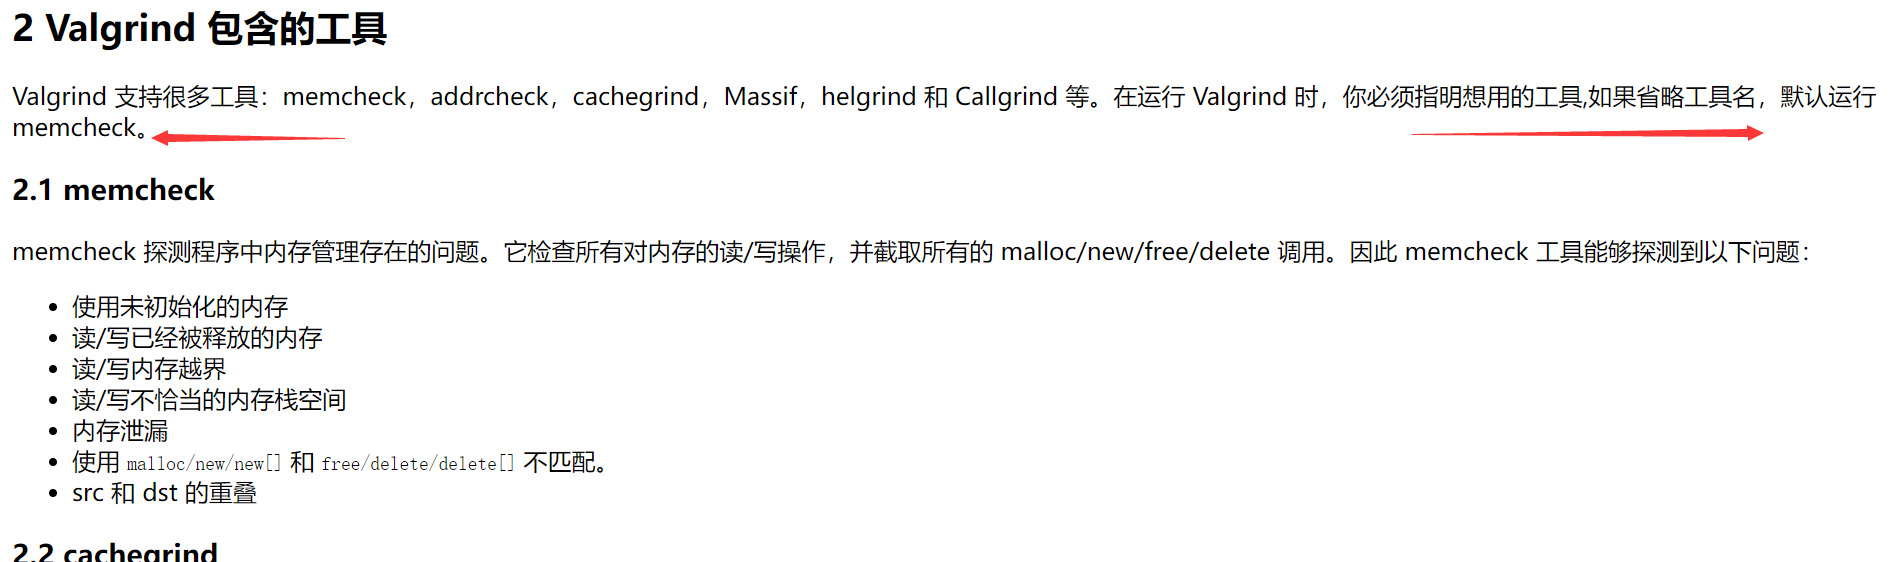 2 Valgrind 包含的工具
Valgrind 支持很多工具：memcheck，addrcheck，cachegrind，Massif，helgrind 和 Callgrind 等。在运行 Valgrind 时，你必须指明想用的工具,如果省略工具名，默认运行
memcheck。
2.1 memcheck
memcheck 探测程序中内存管理存在的问题。它检查所有对内存的读/写操作，并截取所有的 malloc/new/free/delete 调用。因此 memcheck 工具能够探测到以下问题：
• 使用未初始化的内存
• 读/写已经被释放的内存
• 读/写内存越界
• 读/写不恰当的内存栈空间
• 内存泄漏
• 使用 malloc/new/new[] 和 free/delete/delete[] 不匹配。
• src 和 dst 的重叠
2.2 cachegrind